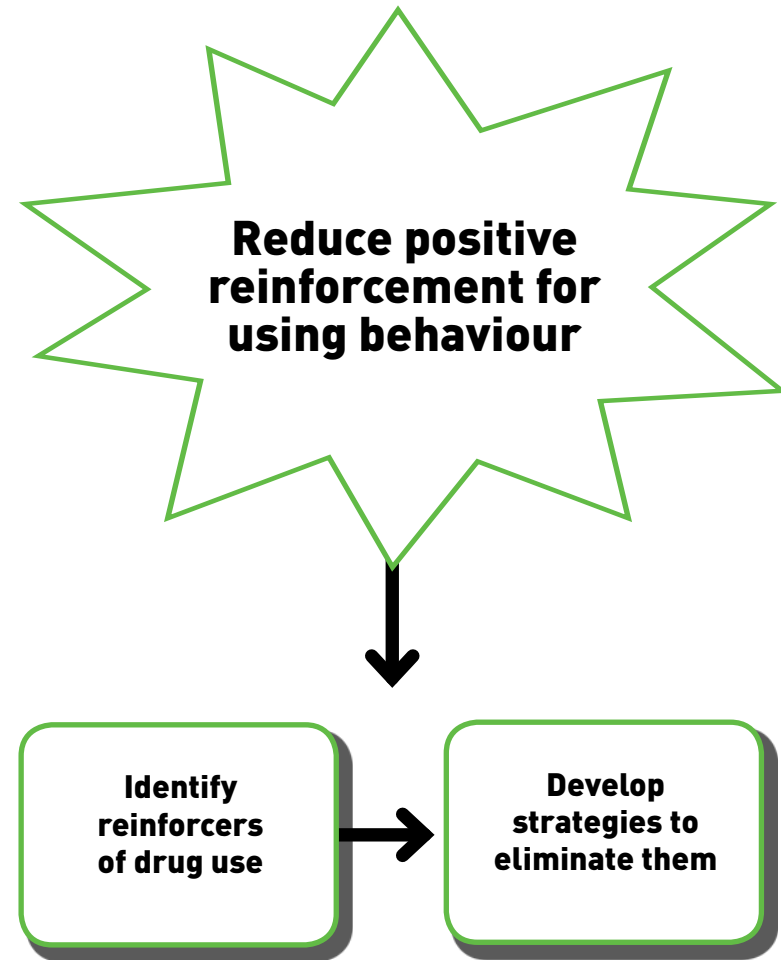 Reduce positive
reinforcement for
using behaviour
Identify
reinforcers
of drug use
Develop
strategies to
eliminate them